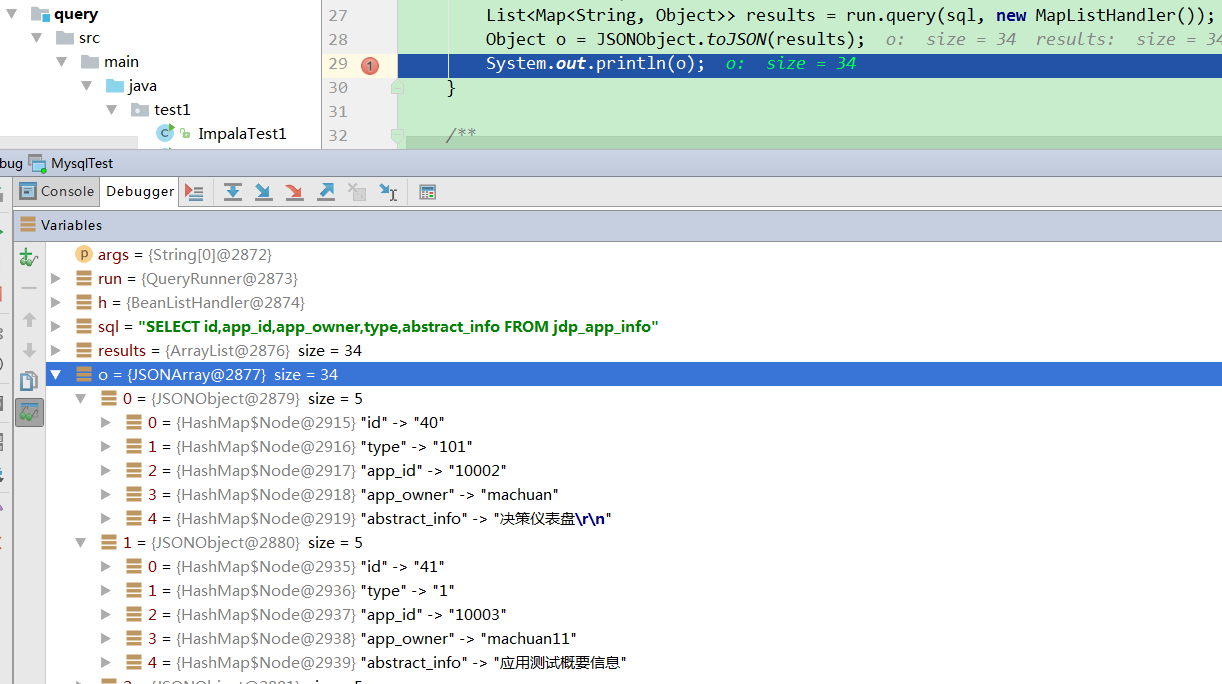 query
src
main
java
test1
ImpalaTest1
27 List<Map<String, Object>> results = run.query(sql, new MapListHandler());
28 Object o = JSONObject.toJSON(results); o: size = 34 results: size = 34
29 System.out.println(o); o: size = 34
30 }
31
32 /**
bug MysqlTest
Console Debugger
Variables
args = {String[0]@2872}
run = {QueryRunner@2873}
h = {BeanListHandler@2874}
sql = "SELECT id,app_id,app_owner,type,abstract_info FROM jdp_app_info"
results = {ArrayList@2876} size = 34
o = {JSONArray@2877} size = 34
0 = {JSONObject@2879} size = 5
0 = {HashMap$Node@2915} "id" -> "40"
1 = {HashMap$Node@2916} "type" -> "101"
2 = {HashMap$Node@2917} "app_id" -> "10002"
3 = {HashMap$Node@2918} "app_owner" -> "machuan"
4 = {HashMap$Node@2919} "abstract_info" -> "决策仪表盘\r\n"
1 = {JSONObject@2880} size = 5
0 = {HashMap$Node@2935} "id" -> "41"
1 = {HashMap$Node@2936} "type" -> "1"
2 = {HashMap$Node@2937} "app_id" -> "10003"
3 = {HashMap$Node@2938} "app_owner" -> "machuan11"
4 = {HashMap$Node@2939} "abstract_info" -> "应用测试概要信息"